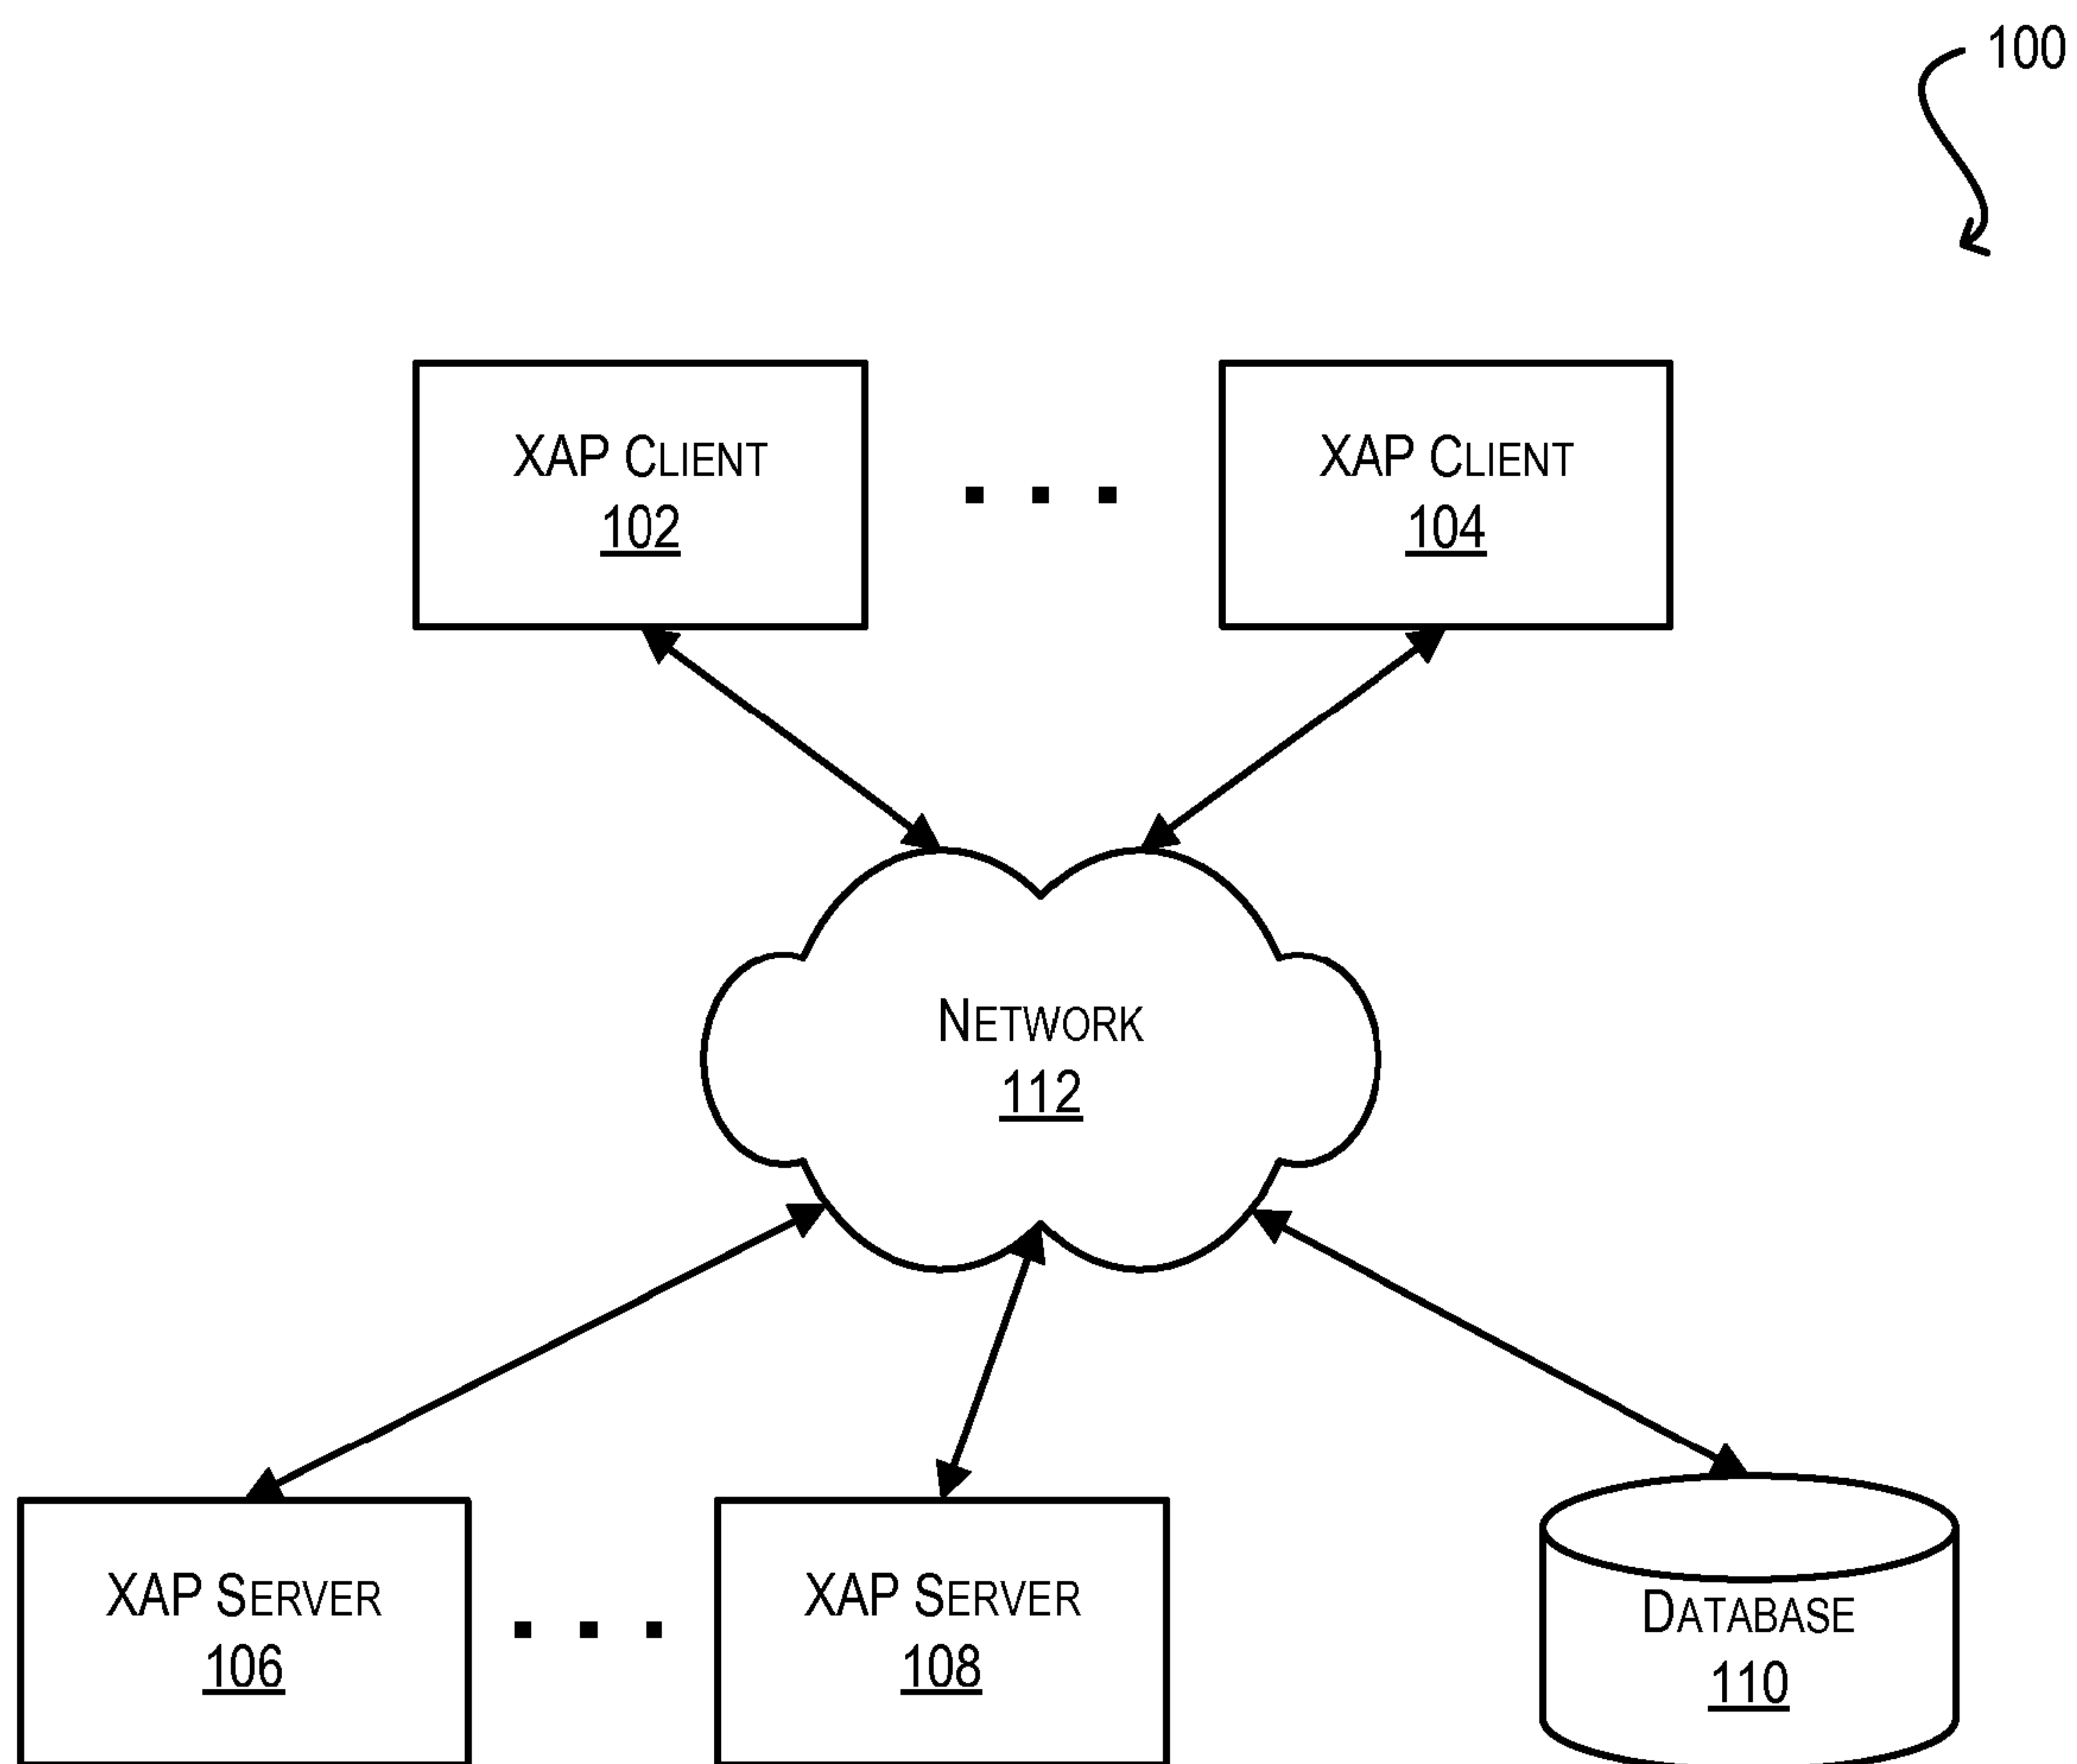 100
XAP CLIENT
102
XAP CLIENT
104
NETWORK
112
XAP SERVER
106
XAP SERVER
108
DATABASE
110